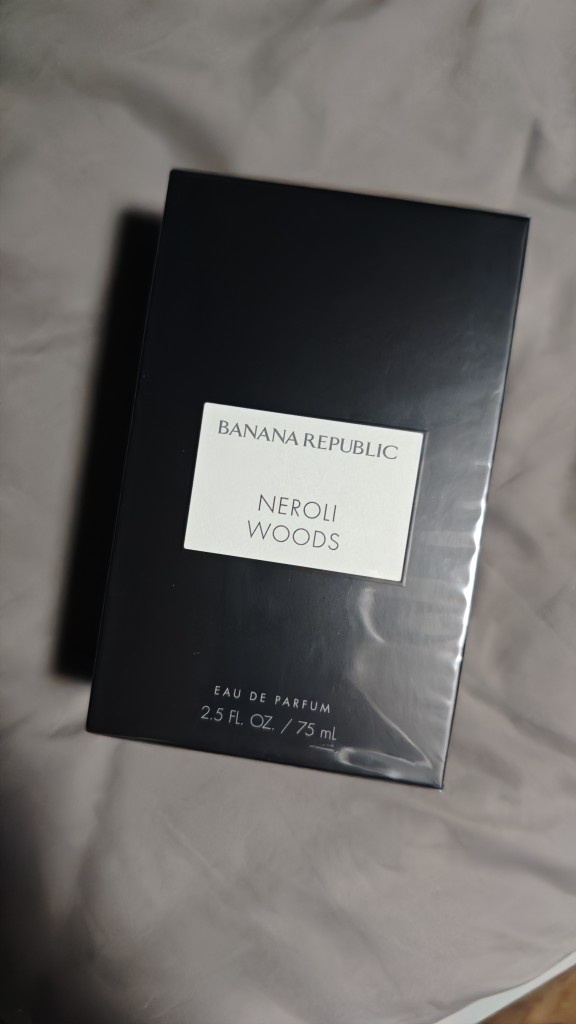 BANANA REPUBLIC
NEROLI
WOODS
EAU DE PARFUM
2.5 FL. OZ. / 75 mL